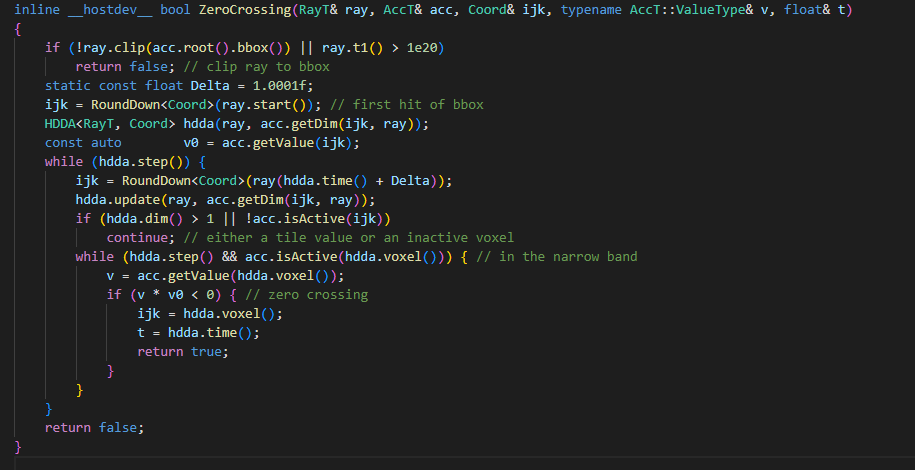 inline __hostdev__ bool ZeroCrossing(RayT& ray, AccT& acc, Coord& ijk, typename AccT::ValueType& v, float& t)
{
    if (!ray.clip(acc.root().bbox()) || ray.t1() > 1e20)
        return false; // clip ray to bbox
    static const float Delta = 1.0001f;
    ijk = RoundDown<Coord>(ray.start()); // first hit of bbox
    HDDA<RayT, Coord> hdda(ray, acc.getDim(ijk, ray));
    const auto        v0 = acc.getValue(ijk);
    while (hdda.step()) {
        ijk = RoundDown<Coord>(ray(hdda.time() + Delta));
        hdda.update(ray, acc.getDim(ijk, ray));
        if (hdda.dim() > 1 || !acc.isActive(ijk))
            continue; // either a tile value or an inactive voxel
        while (hdda.step() && acc.isActive(hdda.voxel())) { // in the narrow band
            v = acc.getValue(hdda.voxel());
            if (v * v0 < 0) { // zero crossing
                ijk = hdda.voxel();
                t = hdda.time();
                return true;
            }
        }
    }
    return false;
}